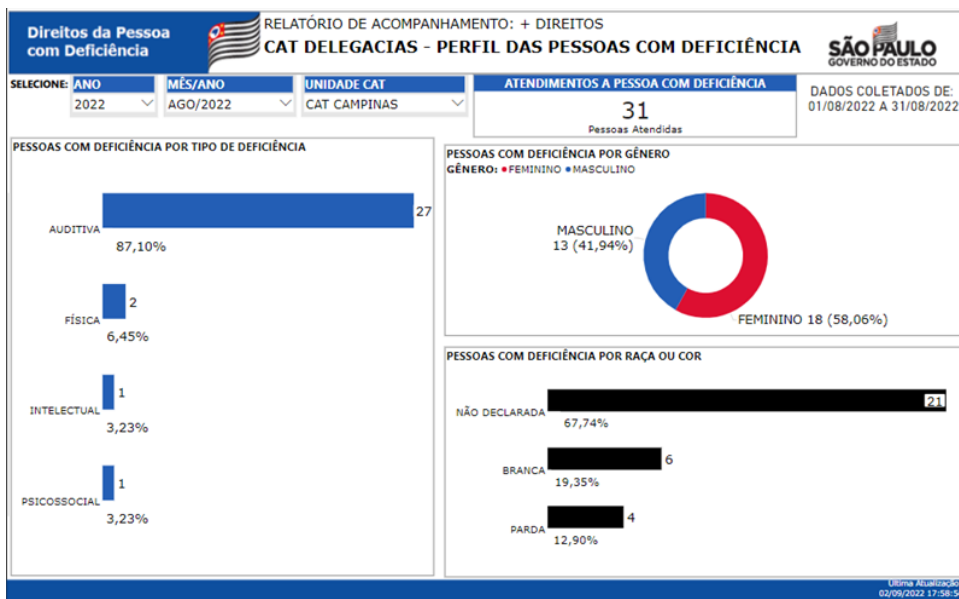 Direitos da Pessoa
com Deficiência
RELATÓRIO DE ACOMPANHAMENTO: + DIREITOS
CAT DELEGACIAS - PERFIL DAS PESSOAS COM DEFICIÊNCIA
SÃO PAULO
GOVERNO DO ESTADO
SELECIONE:
ANO
2022
MÊS/ANO
AGO/2022
UNIDADE CAT
CAT CAMPINAS
ATENDIMENTOS A PESSOA COM DEFICIÊNCIA
31
Pessoas Atendidas
DADOS COLETADOS DE:
01/08/2022 A 31/08/2022
PESSOAS COM DEFICIÊNCIA POR TIPO DE DEFICIÊNCIA
AUDITIVA
27
87,10%
FÍSICA
2
6,45%
INTELECTUAL
1
3,23%
PSICOSSOCIAL
1
3,23%
PESSOAS COM DEFICIÊNCIA POR GÊNERO
GÊNERO: FEMININO MASCULINO
MASCULINO
13 (41,94%)
FEMININO 18 (58,06%)
PESSOAS COM DEFICIÊNCIA POR RAÇA OU COR
NÃO DECLARADA
21
67,74%
BRANCA
6
19,35%
PARDA
4
12,90%
Última Atualização
02/09/2022 17:58:54